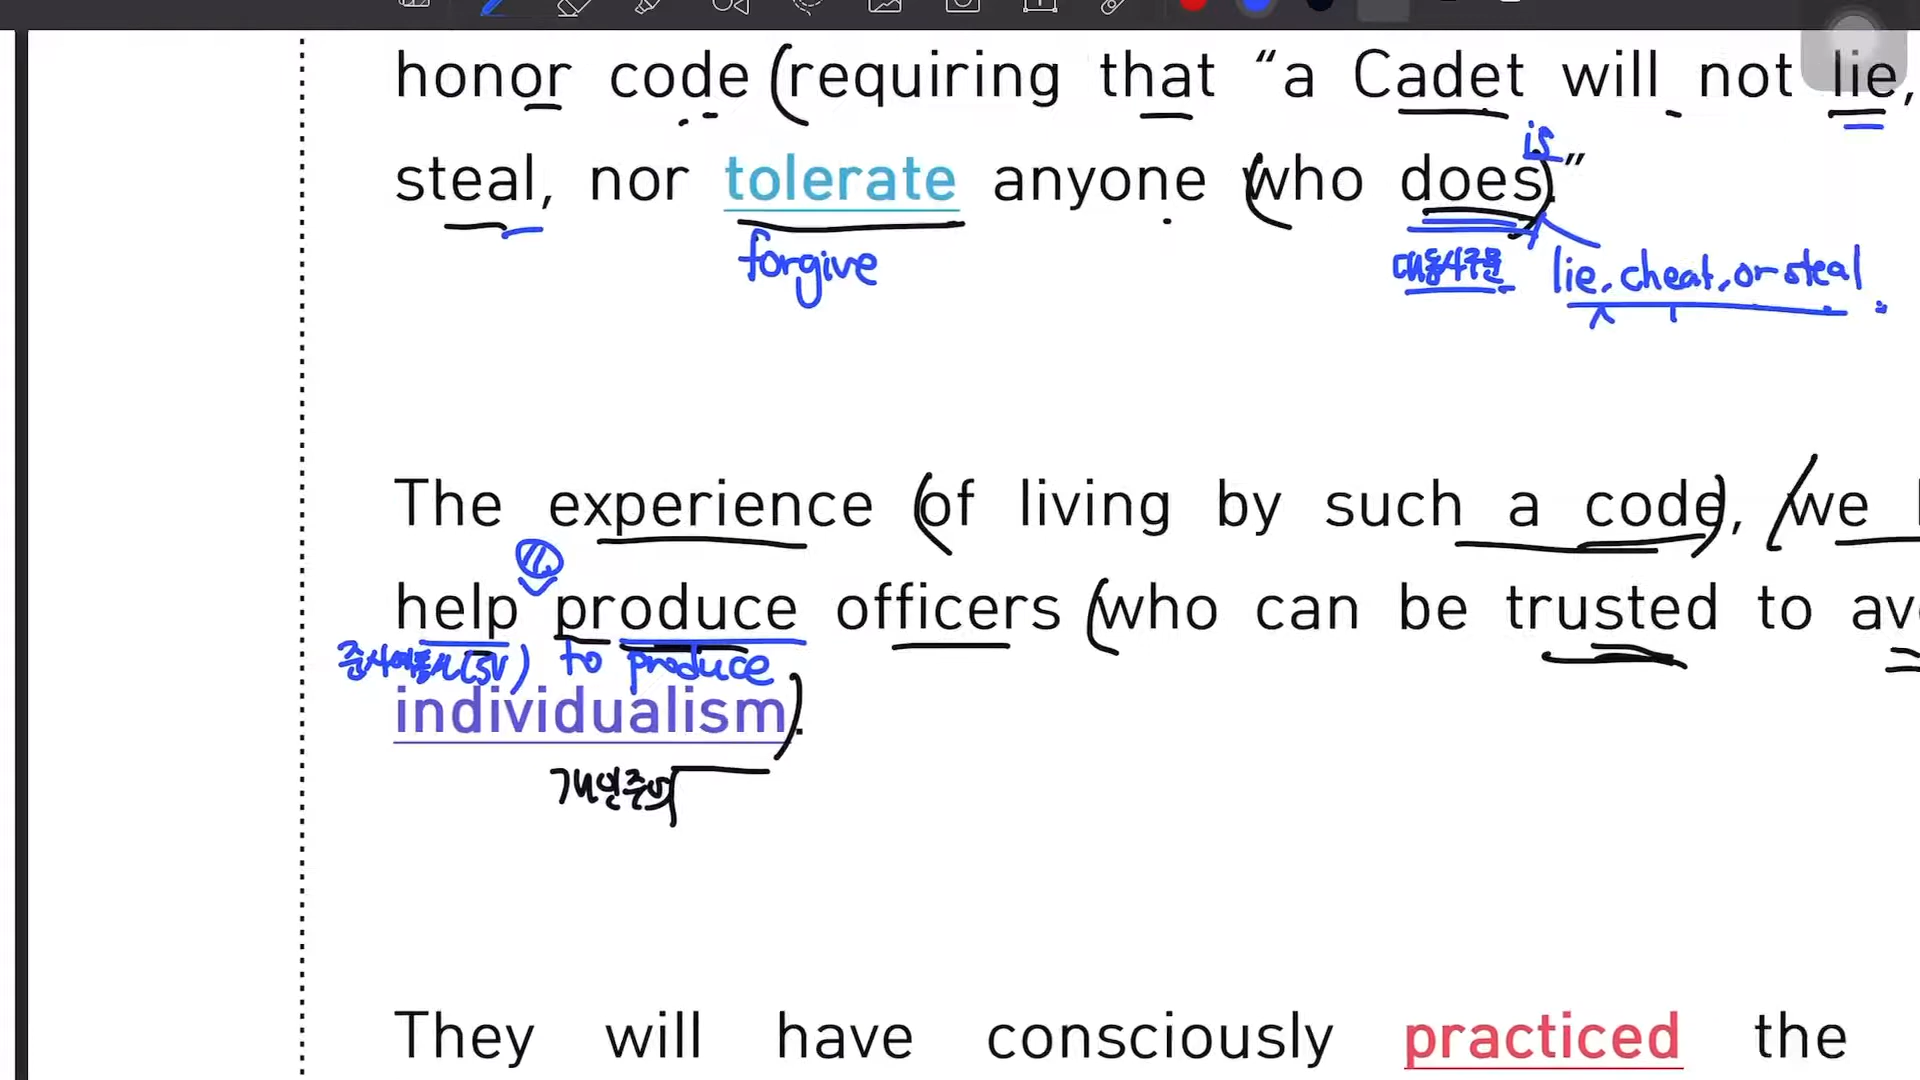 honor code (requiring that “a Cadet will not lie,
is
steal, nor tolerate anyone (who does).”
forgive
대동사구문 lie, cheat, or steal
The experience (of living by such a code), we
help produce officers (who can be trusted to
준사역동사(5V) to produce
individualism).
개인주의
They will have consciously practiced the